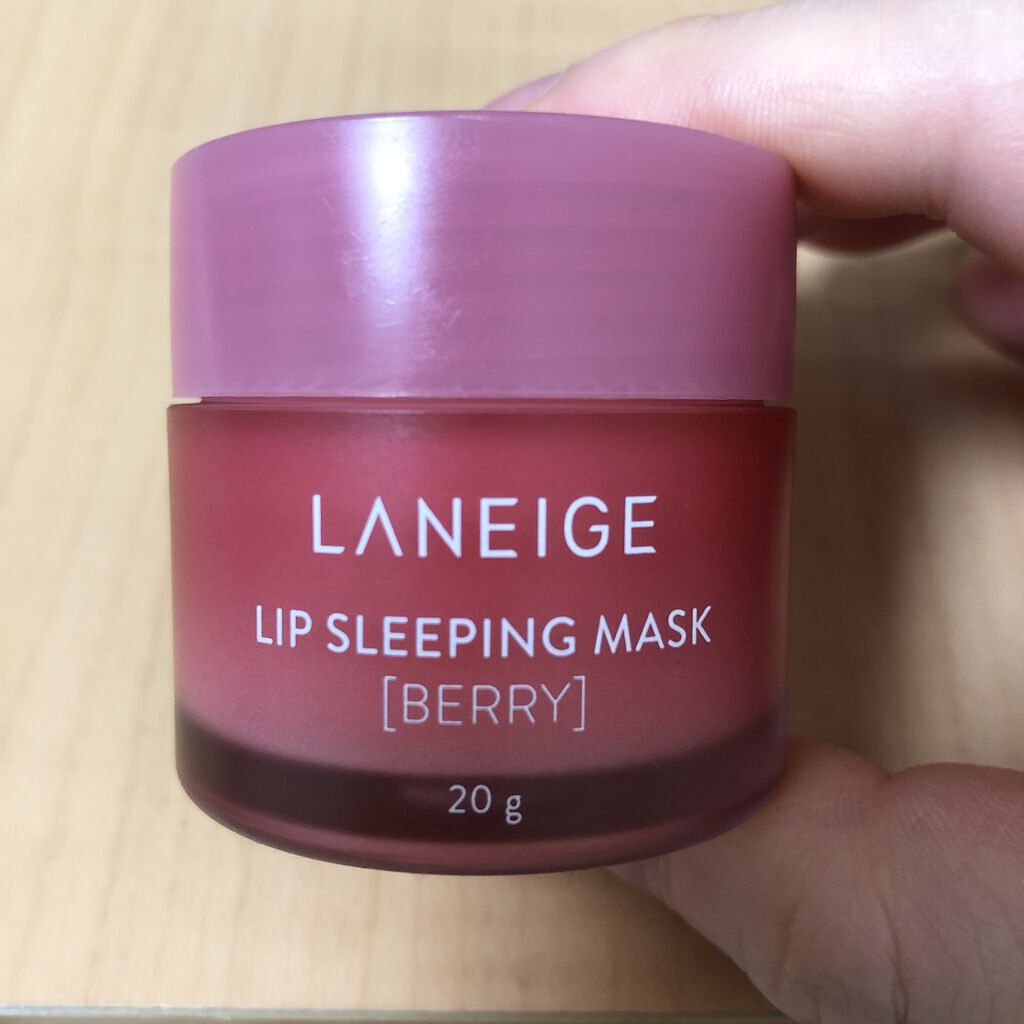 LANEIGE
LIP SLEEPING MASK
[BERRY]
20 g